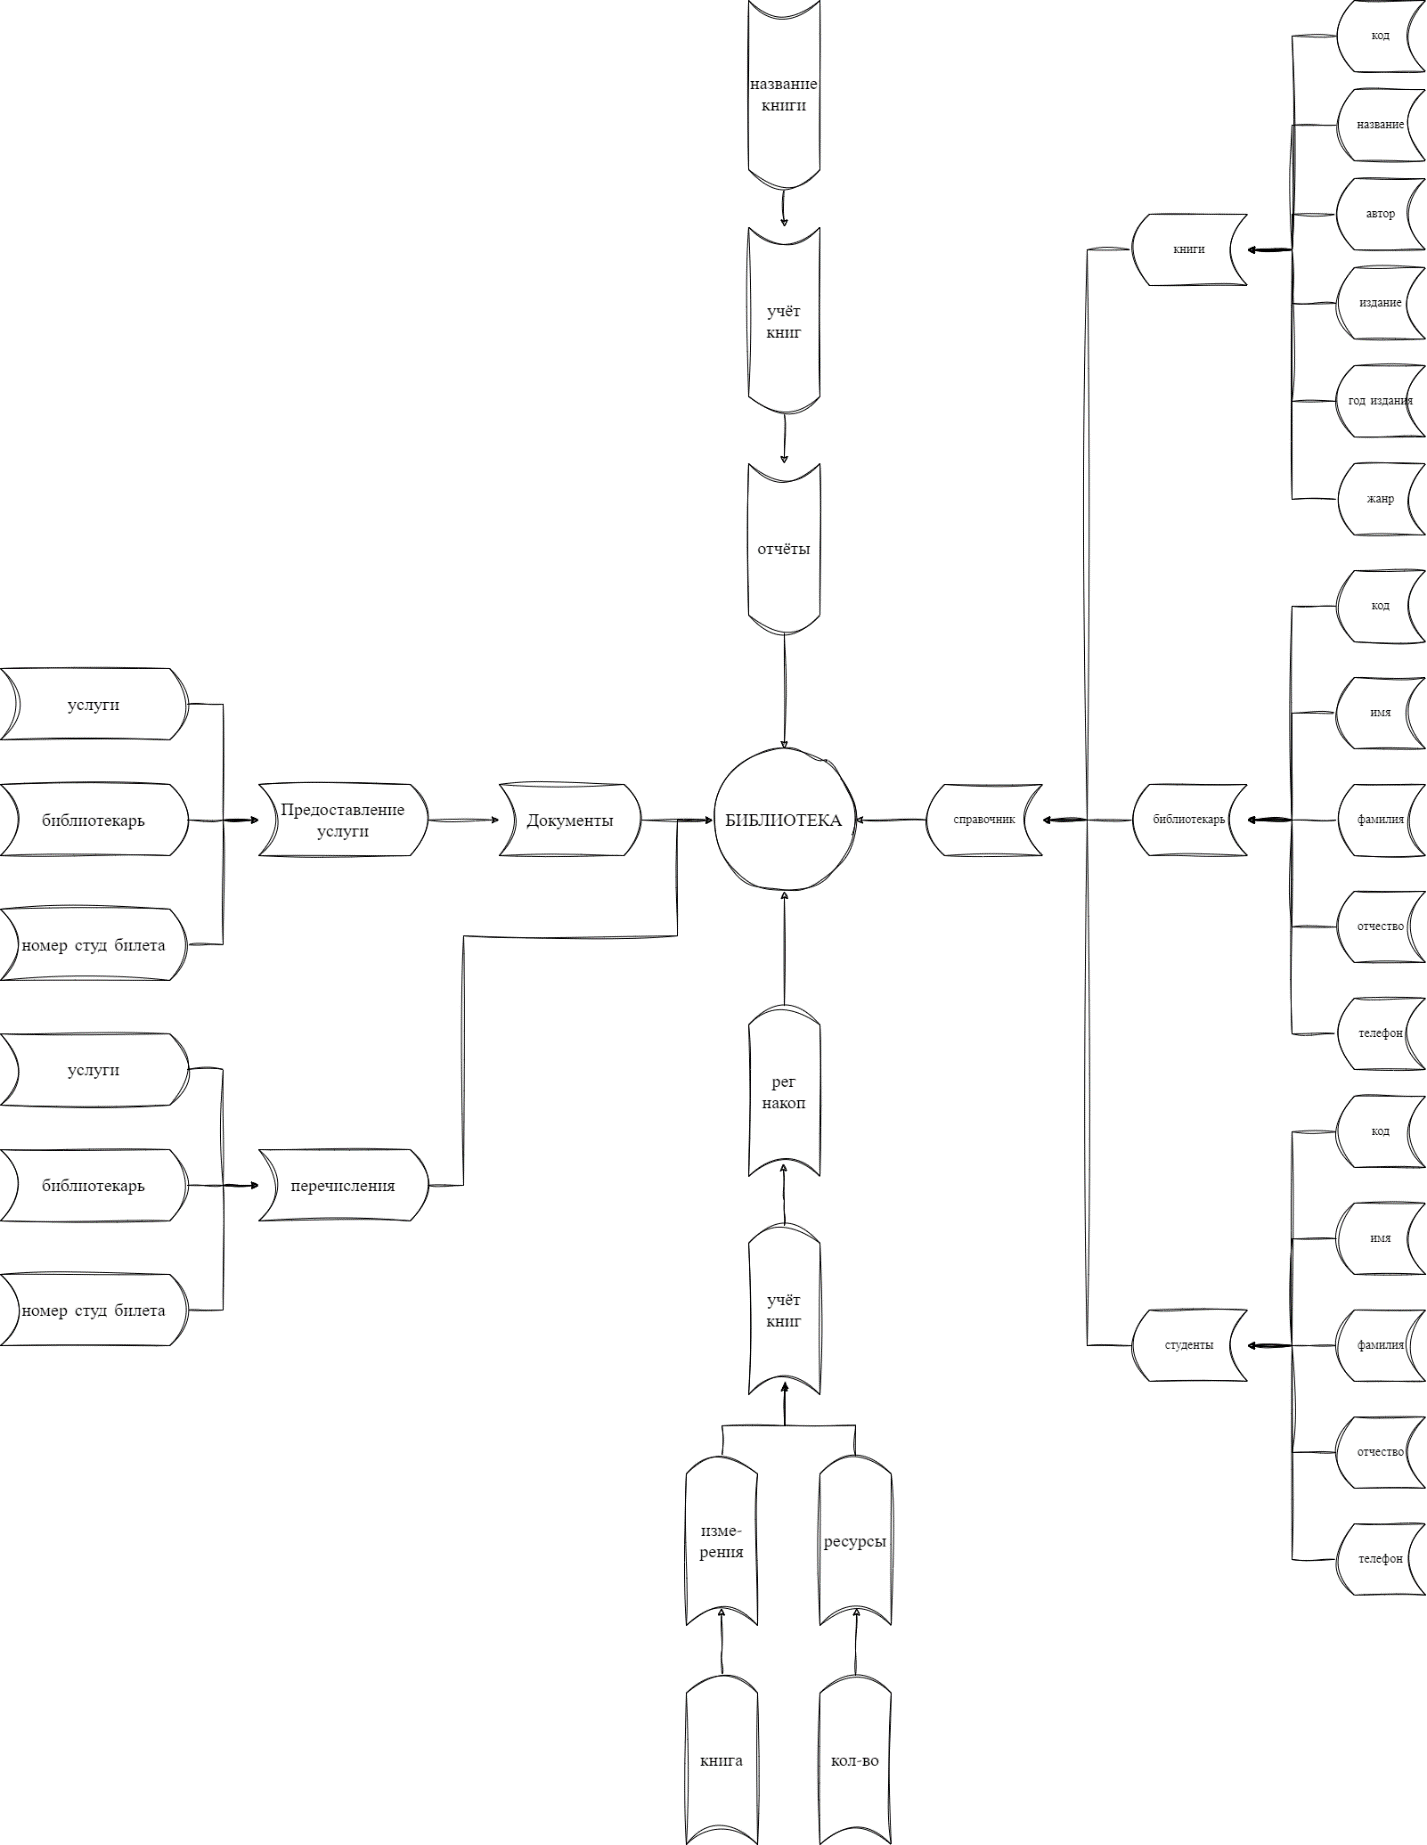 название
книги
учёт
книг
отчёты
БИБЛИОТЕКА
услуги
библиотекарь
номер студ билета
Предоставление
услуги
Документы
услуги
библиотекарь
номер студ билета
перечисления
рег
накоп
учёт
книг
изме-
рения
ресурсы
книга
кол-во
справочник
книги
код
название
автор
издание
год издания
жанр
библиотекарь
код
имя
фамилия
отчество
телефон
студенты
код
имя
фамилия
отчество
телефон